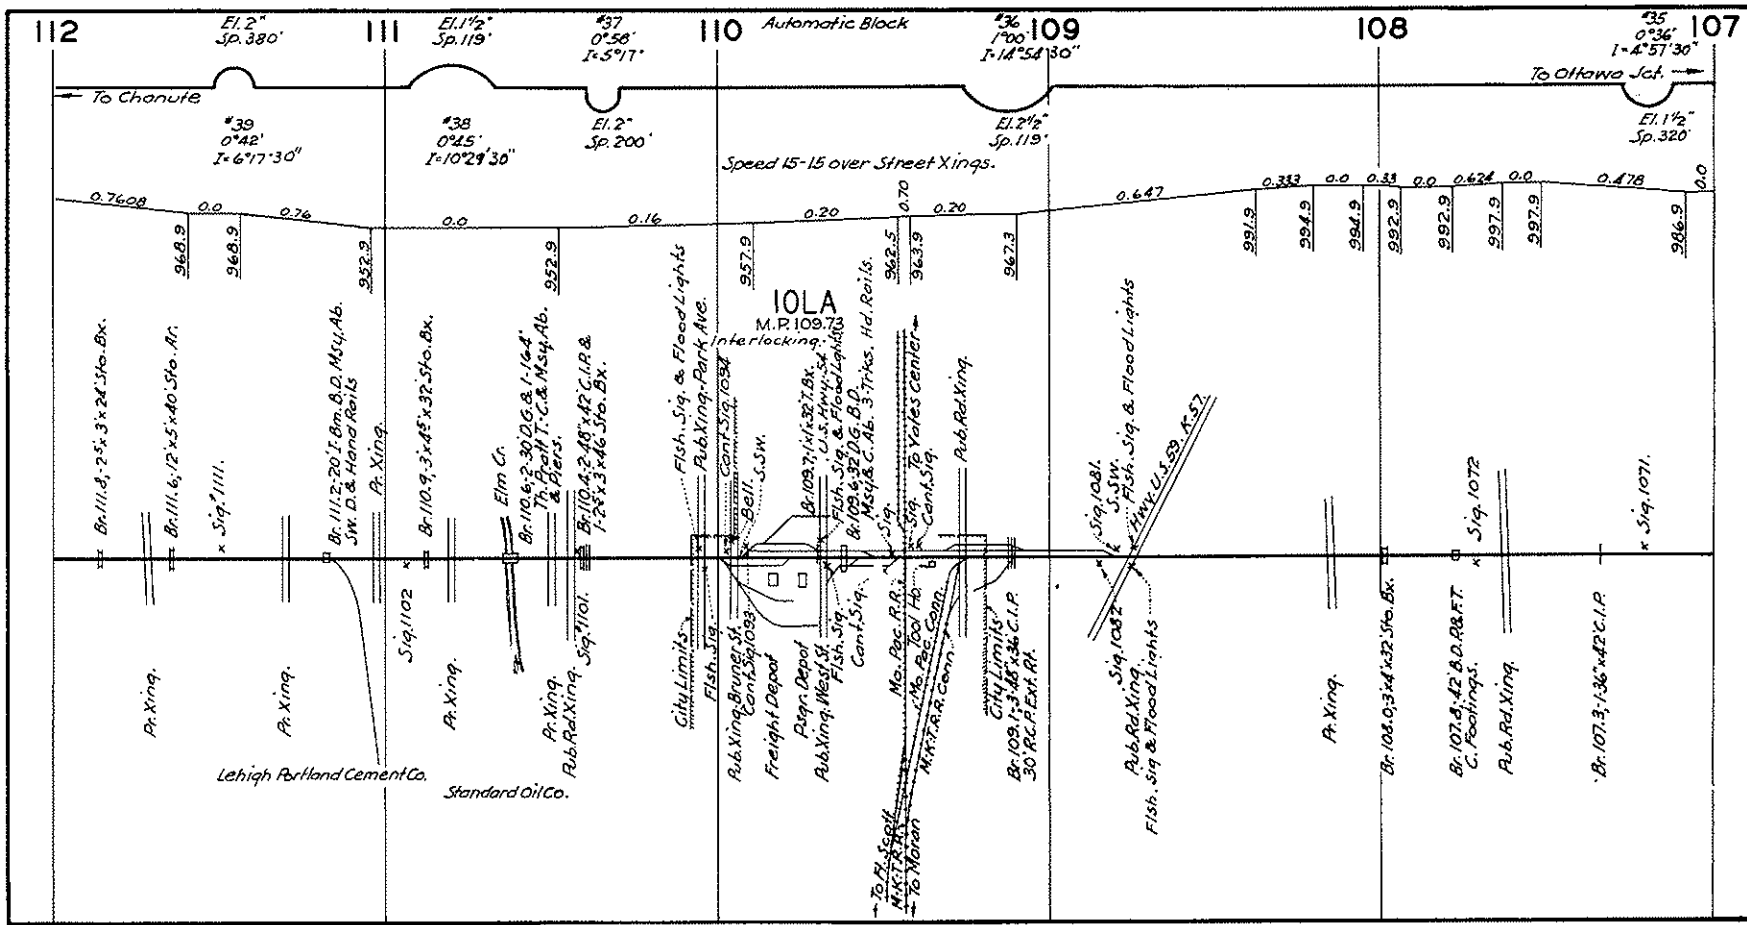 112
El. 2"
Sp. 380'
111
El. 1½"
Sp. 119'
#37
0°58'
I=5°17'
110
Automatic Block
#36
1°00'
I=14°54'30"
109
108
#35
0°36'
I=4°57'30"
107
To Chanute
To Ottawa Jct.
#39
0°42'
I=6°17'30"
#38
0°45'
I=10°29'30"
El. 2"
Sp. 200'
El. 2½"
Sp. 119'
El. 1½"
Sp. 320'
Speed 15-15 over Street Xings.
0.7608
0.0
0.76
0.0
0.16
0.20
0.70
0.20
0.647
0.333
0.0
0.33
0.0
0.624
0.0
0.478
0.0
968.9
968.9
952.9
952.9
957.9
962.5
963.9
967.3
991.9
994.9
994.9
992.9
992.9
997.9
997.9
986.9
IOLA
M.P. 109.73
Interlocking.
Br. 111.8,-25'x3'x24' Sto. Bx.
Br. 111.6, 12'x5'x40' Sto. Ar.
Sig. #1111.
Br. 111.2-20' I-Bm. B.D. Msy. Ab.
SW. D. & Hand Rails
Pr. Xing.
Br. 110.9, 3'x4⁵'x32' Sto. Bx.
Elm Cr.
Br. 110.6, 2-30' D.G. & 1-164'
Th. Pratt T.-C. & Msy. Ab.
& Piers.
Br. 110.4,-2-48"x42' C.I.P. &
1-2⁵'x3'x46' Sto. Bx.
Flsh. Sig. & Flood Lights
Pub. Xing.-Park Ave.
Cant. Sig. 1094
Bell.
S. Sw.
Br. 109.7, 1'x1'x32' T. Bx.
U.S. Hwy. 54
Flsh. Sig. & Flood Lights
Br. 109.6, 32' D.G. B.D.
Msy. & C. Ab. 3-Trks. Hd. Rails.
Sig.
Sig. To Yates Center
Cant. Sig.
Pub. Rd. Xing
Sig. 1081.
S. Sw.
Flsh. Sig. & Flood Lights
Hwy. U.S. 59. K-57.
Sig. 1072
Sig. 1071.
Pr. Xing.
Pr. Xing.
Lehigh Portland Cement Co.
Sig. 1102
Pr. Xing.
Standard Oil Co.
Pr. Xing.
Pub. Rd. Xing.
Sig. #1101.
City Limits
Flsh. Sig.
Pub. Xing. Bruner St.
Cant. Sig. 1093
Freight Depot
Psgr. Depot
Pub. Xing. West St.
Flsh. Sig.
Cant. Sig.
Mo. Pac. R.R.
Tool Ho.
Mo. Pac. Conn.
M.K.T.R.R. Conn.
City Limits
Br. 109.1,-3-48"x36' C.I.P.
30' R.C.P. Ext. Rt.
Sig. 1082
Pub. Rd. Xing
Flsh. Sig & Flood Lights
Pr. Xing.
Br. 108.0, 3'x4'x32' Sto. Bx.
Br. 107.8,-42' B.D. P. & F.T.
C. Footings.
Pub. Rd. Xing.
Br. 107.3,-1-36"x42' C.I.P.
To Ft. Scott
M.K.T.R.R.
To Moran